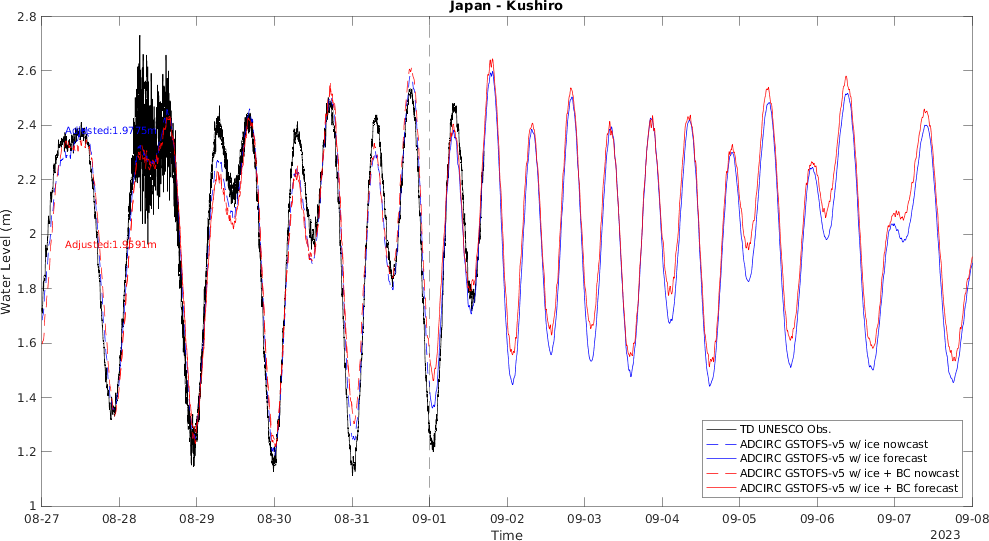 Japan - Kushiro
Water Level (m)
2.8
2.6
2.4
2.2
2
1.8
1.6
1.4
1.2
1
Adjusted:1.9591m
TD UNESCO Obs.
ADCIRC GSTOFS-v5 w/ ice nowcast
ADCIRC GSTOFS-v5 w/ ice forecast
ADCIRC GSTOFS-v5 w/ ice + BC nowcast
ADCIRC GSTOFS-v5 w/ ice + BC forecast
08-27 08-28 08-29 08-30 08-31 09-01 09-02 09-03 09-04 09-05 09-06 09-07 09-08
Time
2023